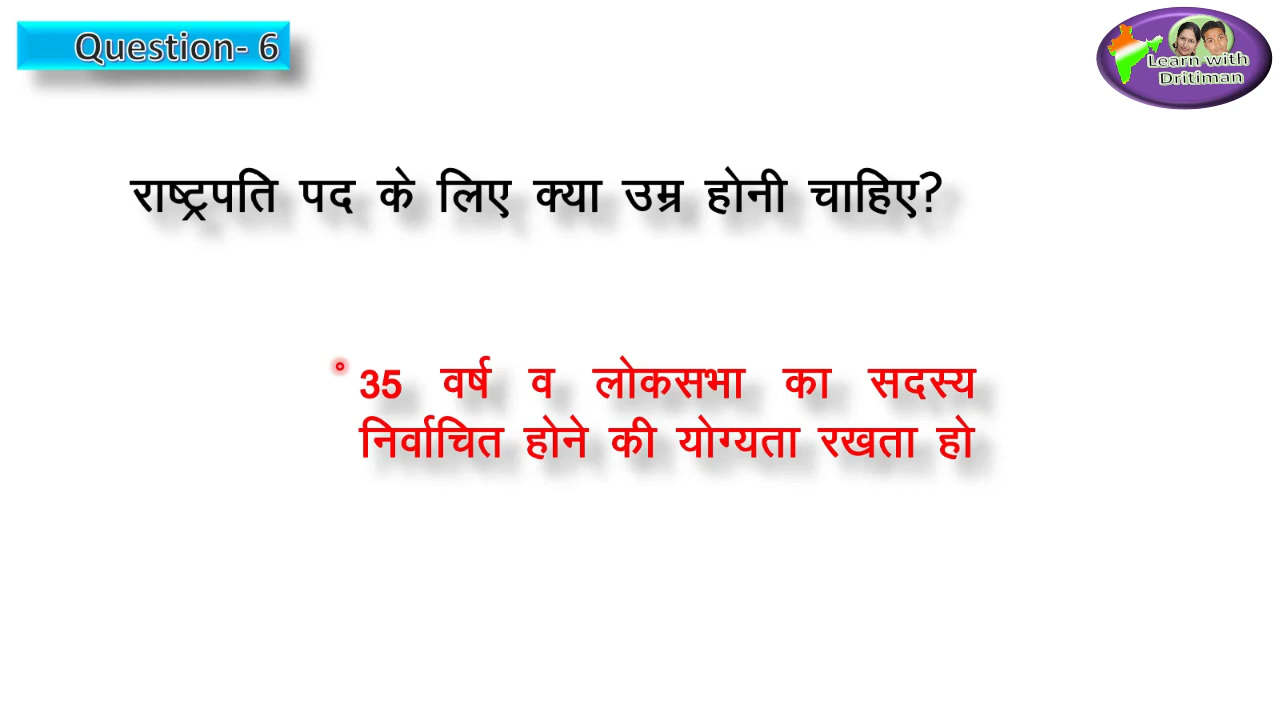 Question- 6
Learn with
Dritiman
राष्ट्रपति पद के लिए क्या उम्र होनी चाहिए?
35 वर्ष व लोकसभा का सदस्य
निर्वाचित होने की योग्यता रखता हो